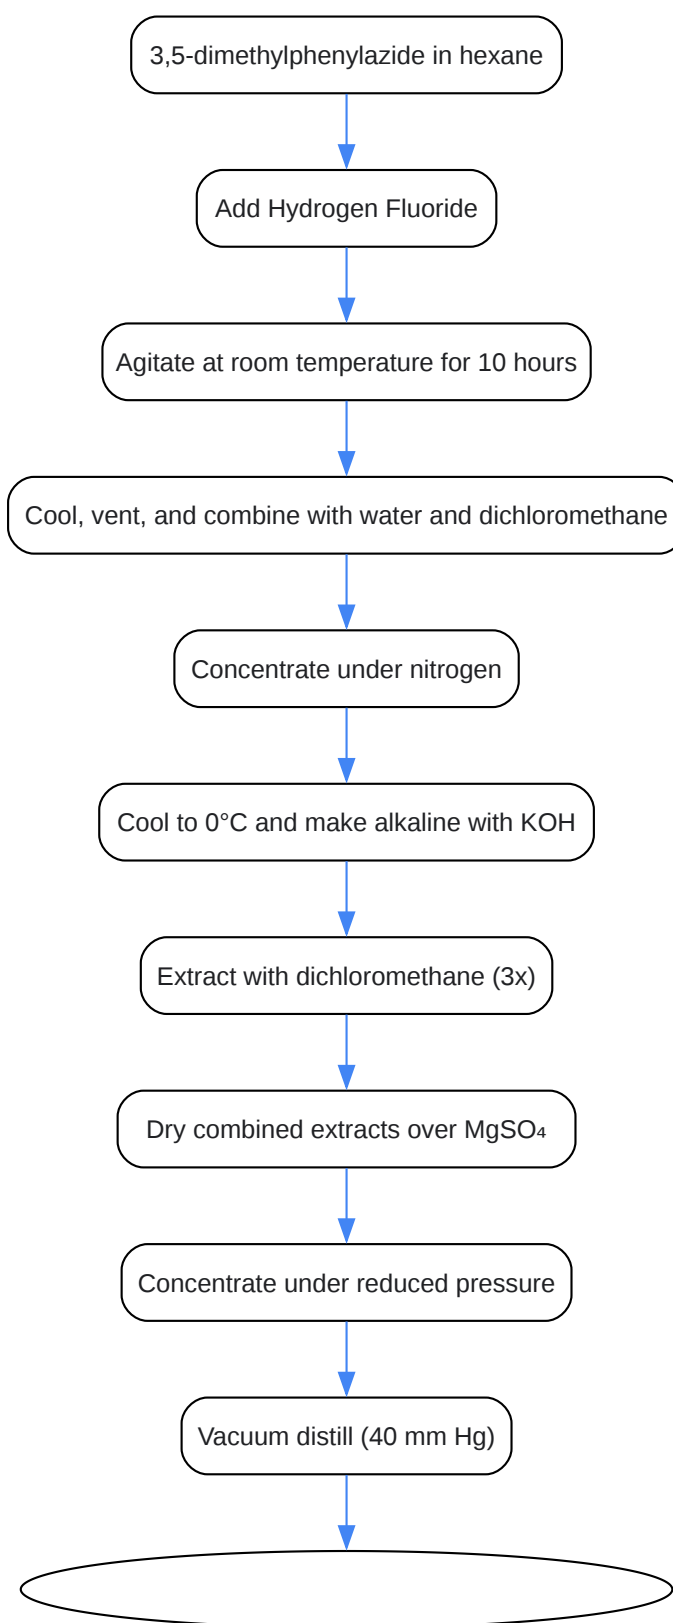 3,5-dimethylphenylazide in hexane
Add Hydrogen Fluoride
Agitate at room temperature for 10 hours
Cool, vent, and combine with water and dichloromethane
Concentrate under nitrogen
Cool to 0°C and make alkaline with KOH
Extract with dichloromethane (3x)
Dry combined extracts over MgSO₄
Concentrate under reduced pressure
Vacuum distill (40 mm Hg)